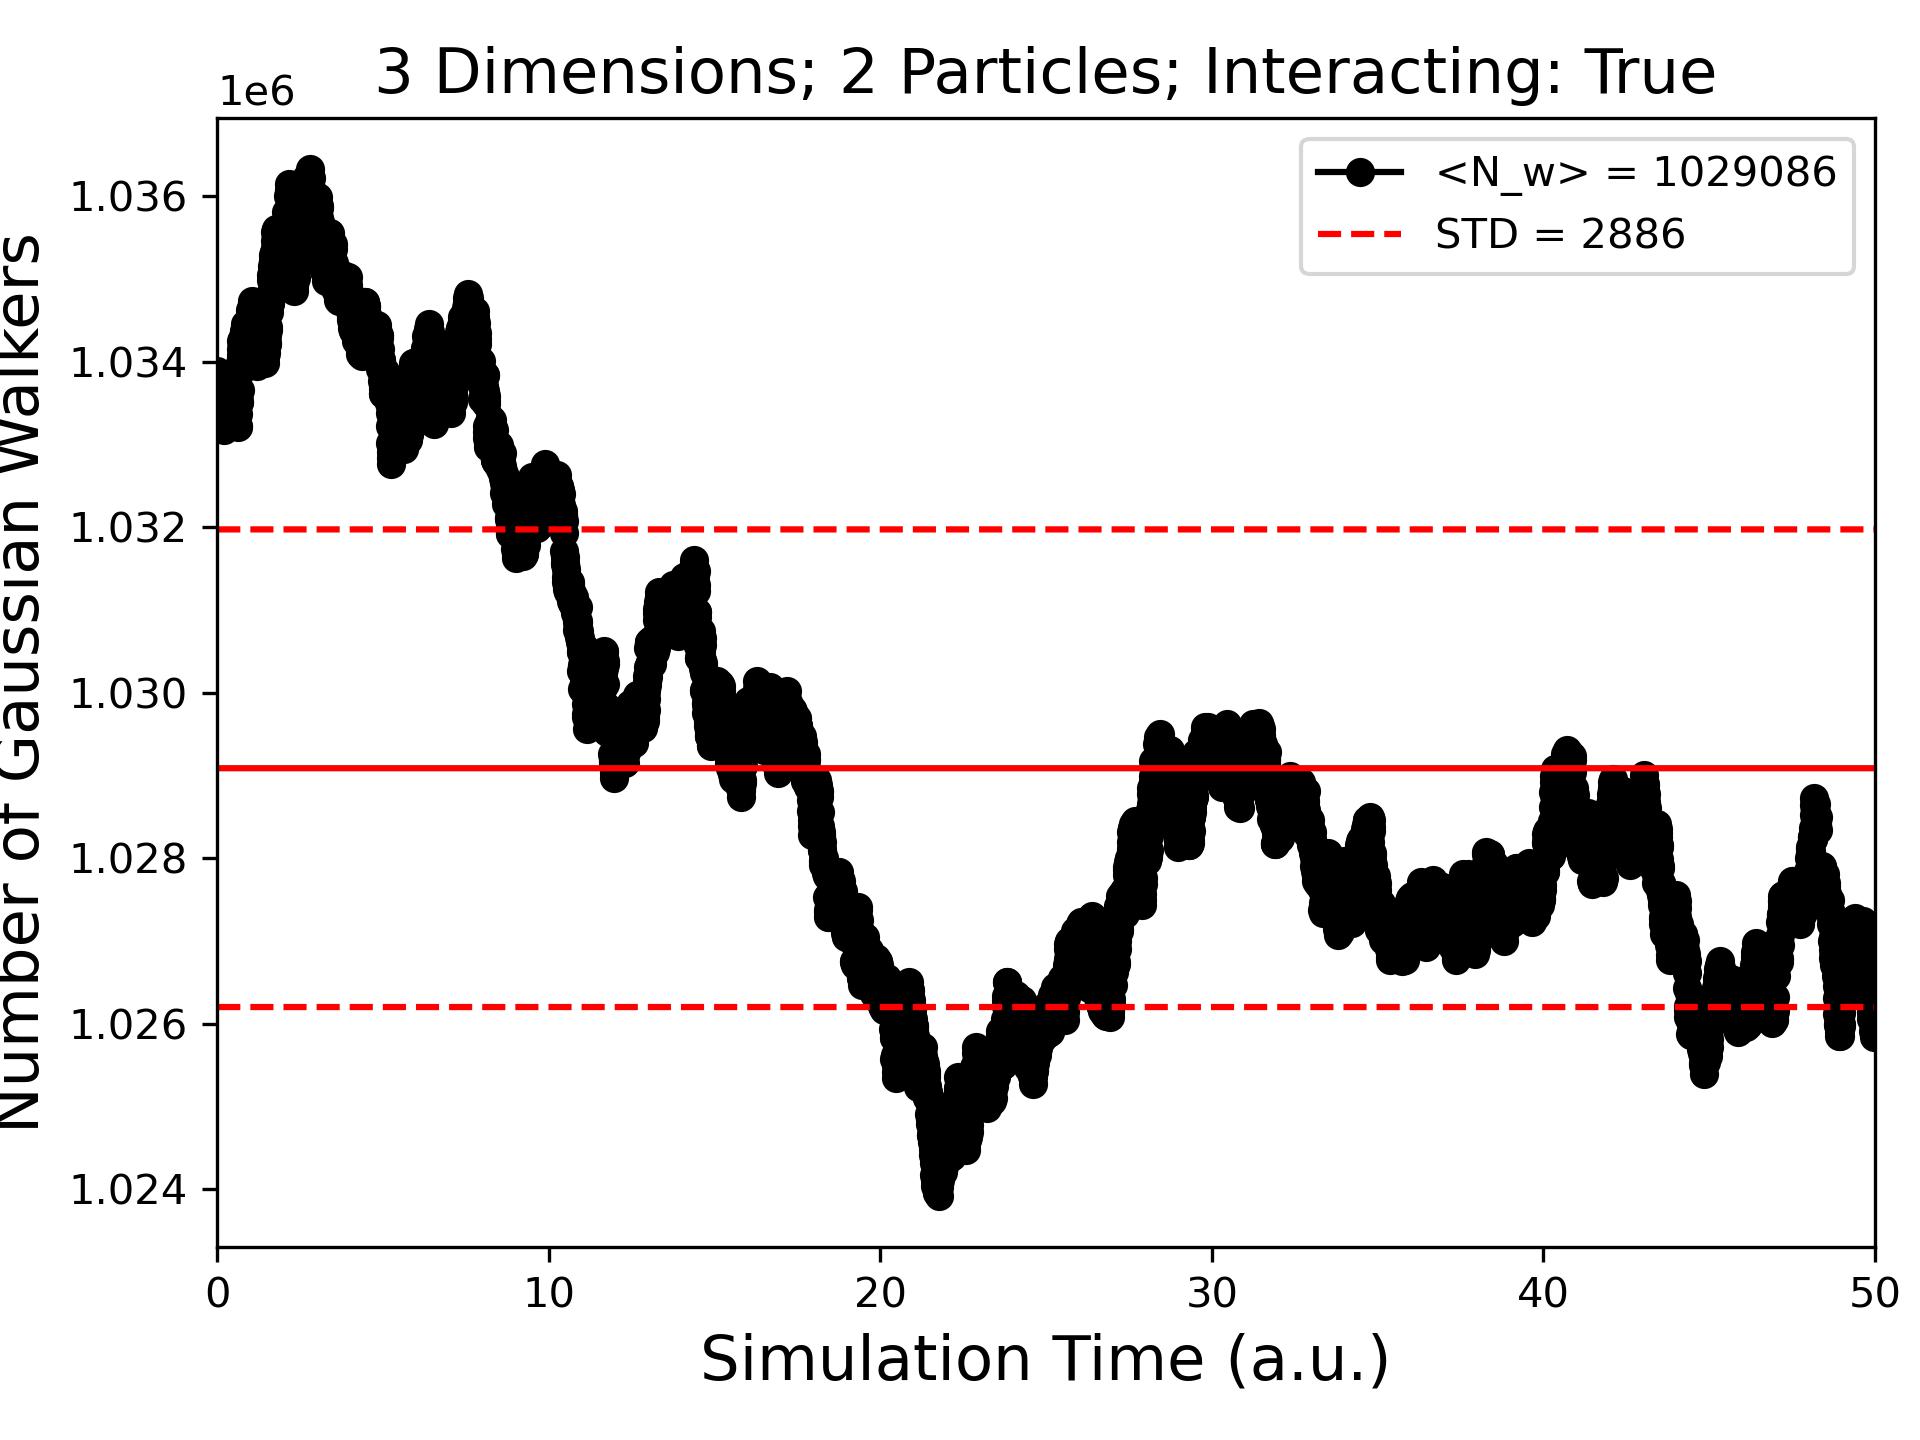 3 Dimensions; 2 Particles; Interacting: True
1e6
<N_w> = 1029086
STD = 2886
Number of Gaussian Walkers
1.036
1.034
1.032
1.030
1.028
1.026
1.024
0 10 20 30 40 50
Simulation Time (a.u.)